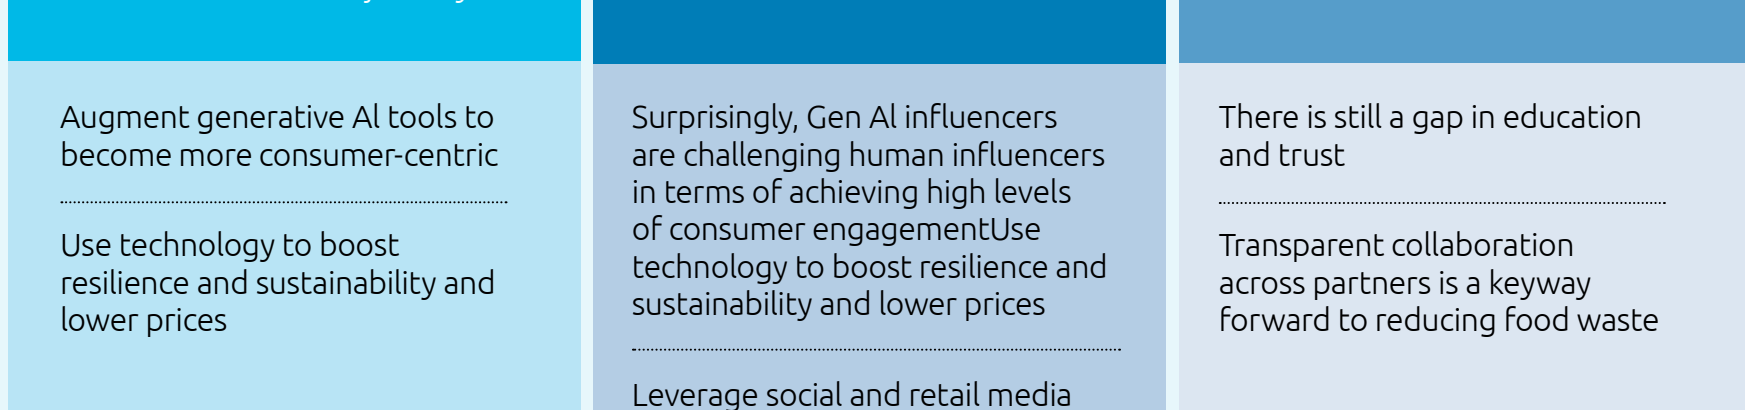 Augment generative AI tools to
become more consumer-centric
Use technology to boost
resilience and sustainability and
lower prices
Surprisingly, Gen AI influencers
are challenging human influencers
in terms of achieving high levels
of consumer engagementUse
technology to boost resilience and
sustainability and lower prices
Leverage social and retail media
There is still a gap in education
and trust
Transparent collaboration
across partners is a keyway
forward to reducing food waste